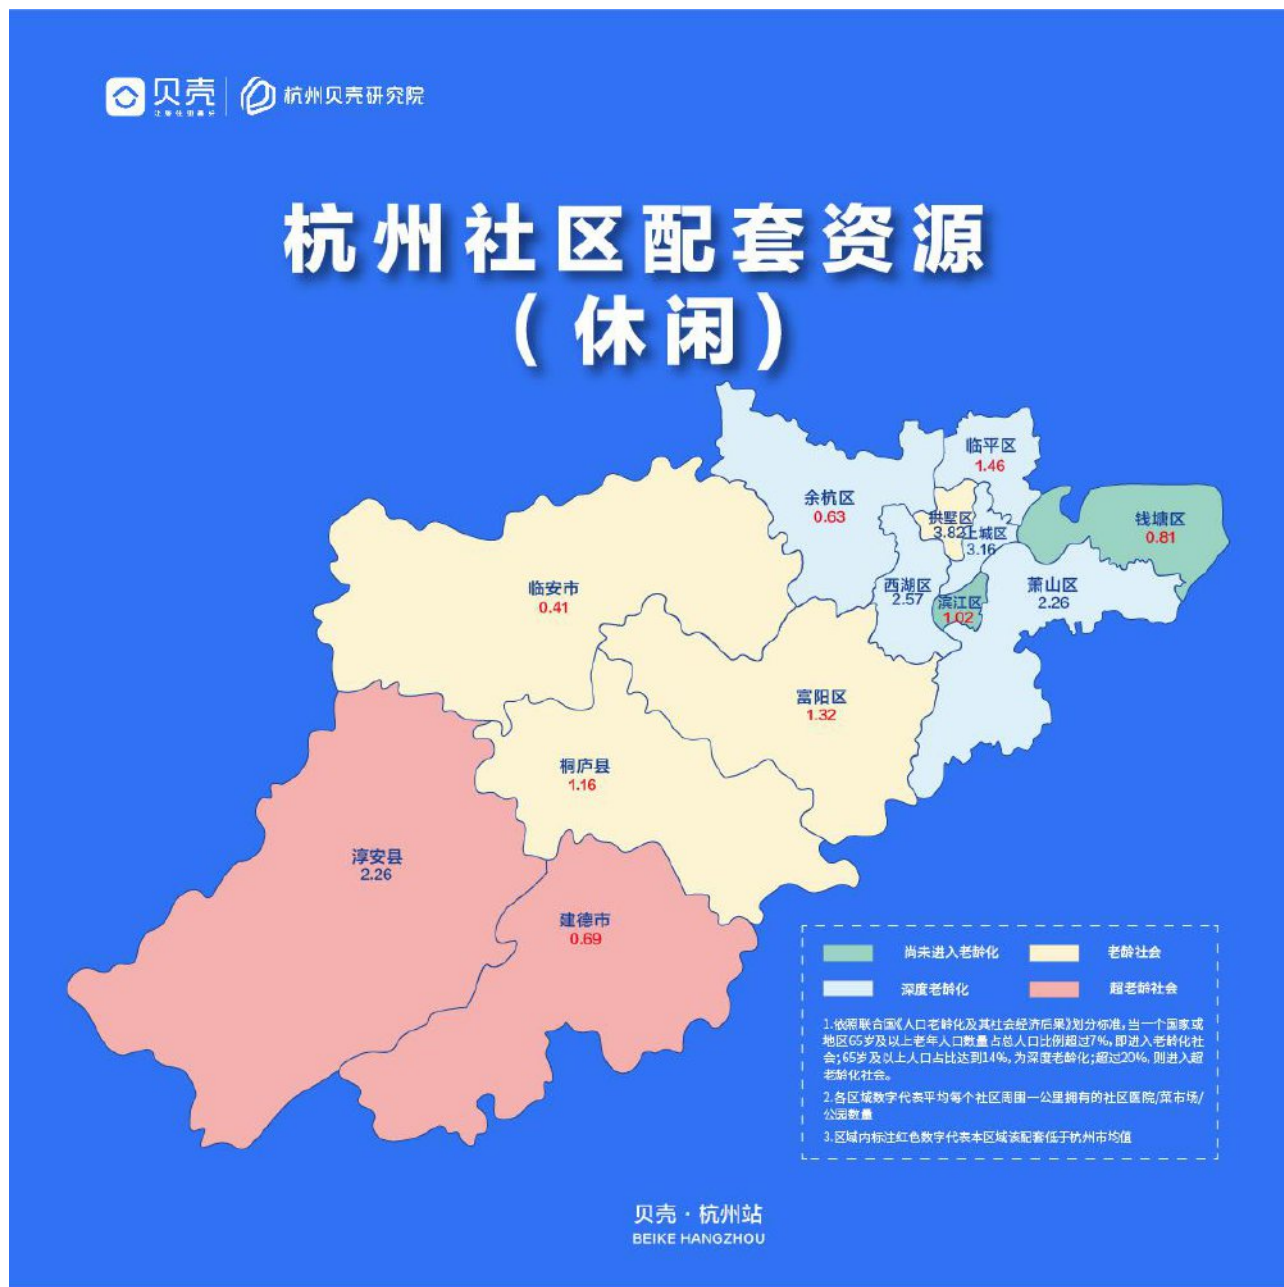 贝壳
杭州贝壳研究院
杭州社区配套资源
（休闲）
临平区
1.46
余杭区
0.63
拱墅区
3.82
上城区
3.16
钱塘区
0.81
临安市
0.41
西湖区
2.57
滨江区
1.02
萧山区
2.26
富阳区
1.32
桐庐县
1.16
淳安县
2.26
建德市
0.69
尚未进入老龄化
老龄社会
深度老龄化
超老龄社会
1.依照联合国《人口老龄化及其社会经济后果》划分标准,当一个国家或
地区65岁及以上老年人口数量占总人口比例超过7%,即进入老龄化社
会;65岁及以上人口占比达到14%,为深度老龄化;超过20%,则进入超
老龄化社会。
2.各区域数字代表平均每个社区周围一公里拥有的社区医院/菜市场/
公园数量
3.区域内标注红色数字代表本区域该配套低于杭州市均值
贝壳·杭州站
BEIKE HANGZHOU